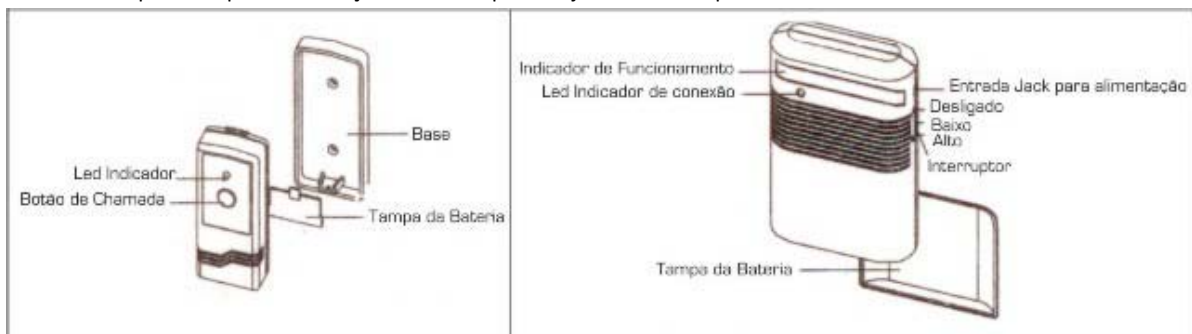 Base
Led Indicador
Botão de Chamada
Tampa da Bateria
Indicador de Funcionamento
Led Indicador de conexão
Entrada Jack para alimentação
Desligado
Baixo
Alto
Interruptor
Tampa da Bateria